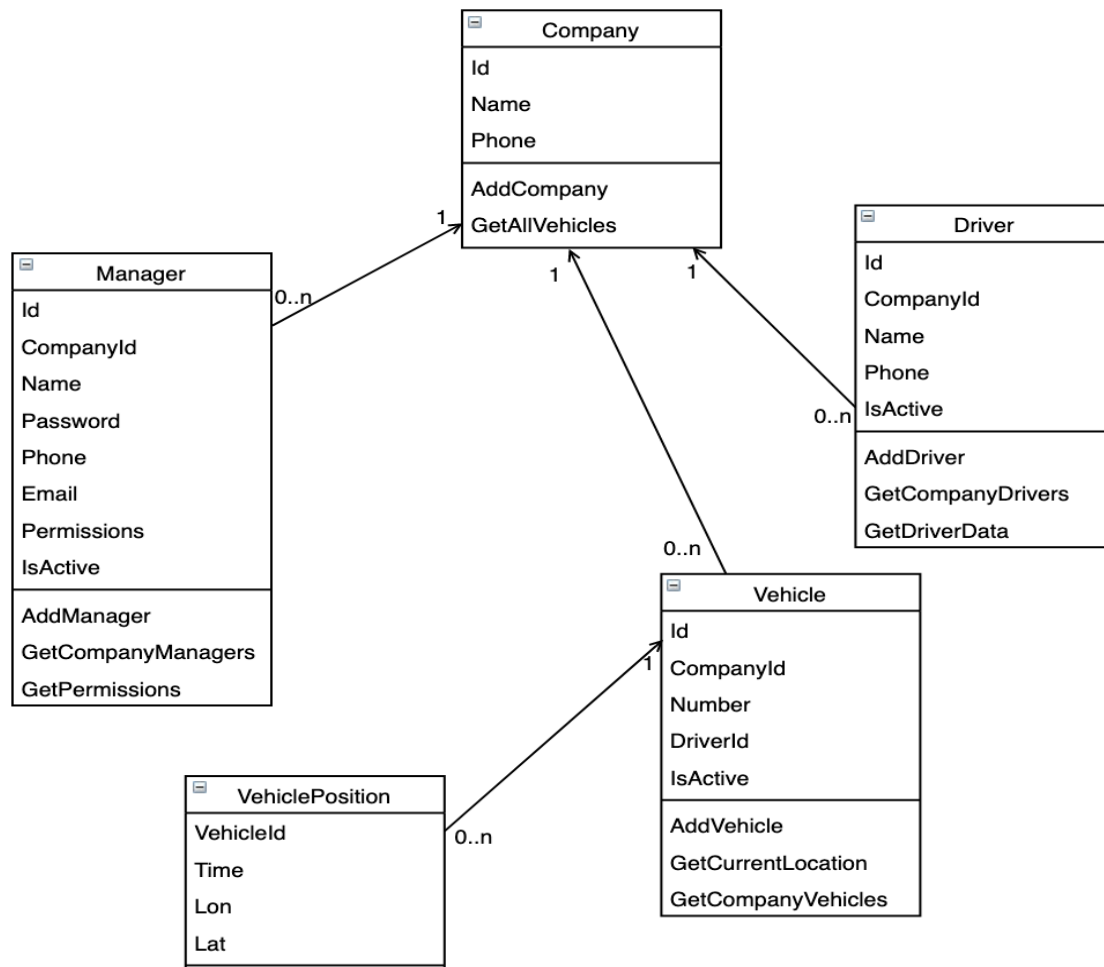 Company
Id
Name
Phone
AddCompany
GetAllVehicles
1
1
1
Manager
Id
CompanyId
Name
Password
Phone
Email
Permissions
IsActive
AddManager
GetCompanyManagers
GetPermissions
0..n
Driver
Id
CompanyId
Name
Phone
IsActive
AddDriver
GetCompanyDrivers
GetDriverData
0..n
0..n
Vehicle
Id
CompanyId
Number
DriverId
IsActive
AddVehicle
GetCurrentLocation
GetCompanyVehicles
1
VehiclePosition
VehicleId
Time
Lon
Lat
0..n